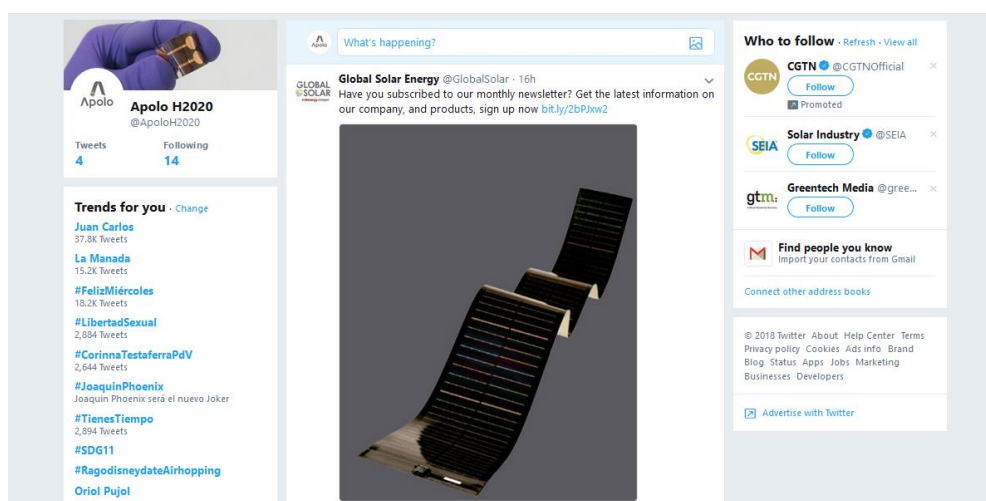 Apolo
Apolo H2020
@ApoloH2020
Tweets Following
4 14
Trends for you · Change
Juan Carlos
37.8K Tweets
La Manada
15.2K Tweets
#FelizMiércoles
18.2K Tweets
#LibertadSexual
2,884 Tweets
#CorinnaTestaferraPdV
2,644 Tweets
#JoaquinPhoenix
Joaquin Phoenix será el nuevo Joker
#TienesTiempo
2,894 Tweets
#SDG11
#RagodisneydateAirhopping
Oriol Pujol
Apolo
What's happening?
GLOBAL
SOLAR
Global Solar Energy @GlobalSolar · 16h
Have you subscribed to our monthly newsletter? Get the latest information on
our company, and products, sign up now bit.ly/2bPJxw2
Who to follow · Refresh · View all
CGTN
CGTN @CGTNOfficial ×
Follow
Promoted
SEIA
Solar Industry @SEIA ×
Follow
gtm:
Greentech Media @gree... ×
Follow
Find people you know
Import your contacts from Gmail
Connect other address books
© 2018 Twitter About Help Center Terms
Privacy policy Cookies Ads info Brand
Blog Status Apps Jobs Marketing
Businesses Developers
Advertise with Twitter